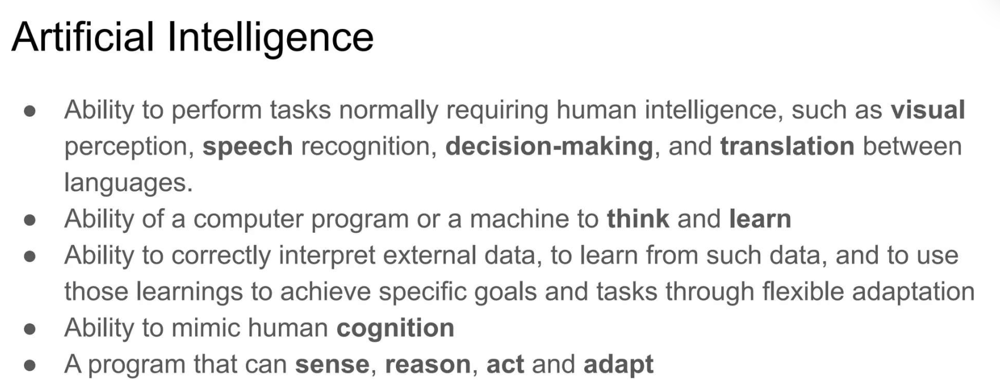 Artificial Intelligence
● Ability to perform tasks normally requiring human intelligence, such as visual
perception, speech recognition, decision-making, and translation between
languages.
● Ability of a computer program or a machine to think and learn
● Ability to correctly interpret external data, to learn from such data, and to use
those learnings to achieve specific goals and tasks through flexible adaptation
● Ability to mimic human cognition
● A program that can sense, reason, act and adapt